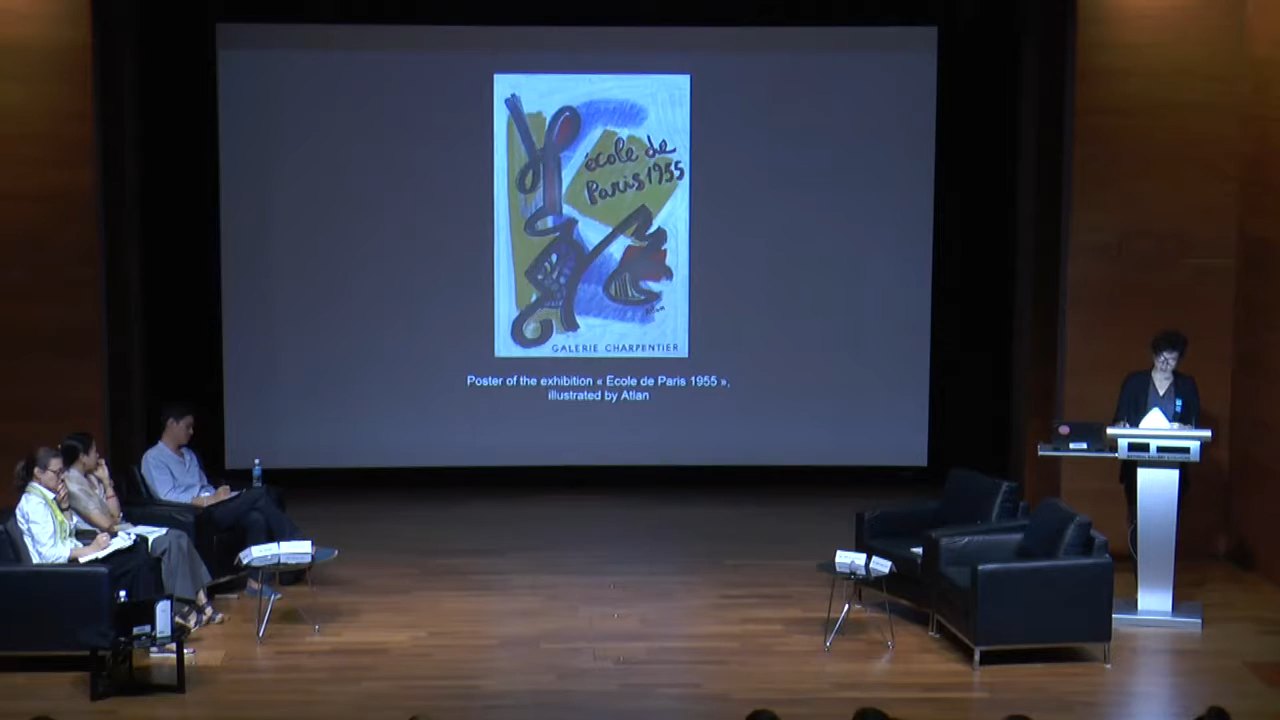 école de
Paris 1955
Atlan
GALERIE CHARPENTIER
Poster of the exhibition « Ecole de Paris 1955 »,
illustrated by Atlan